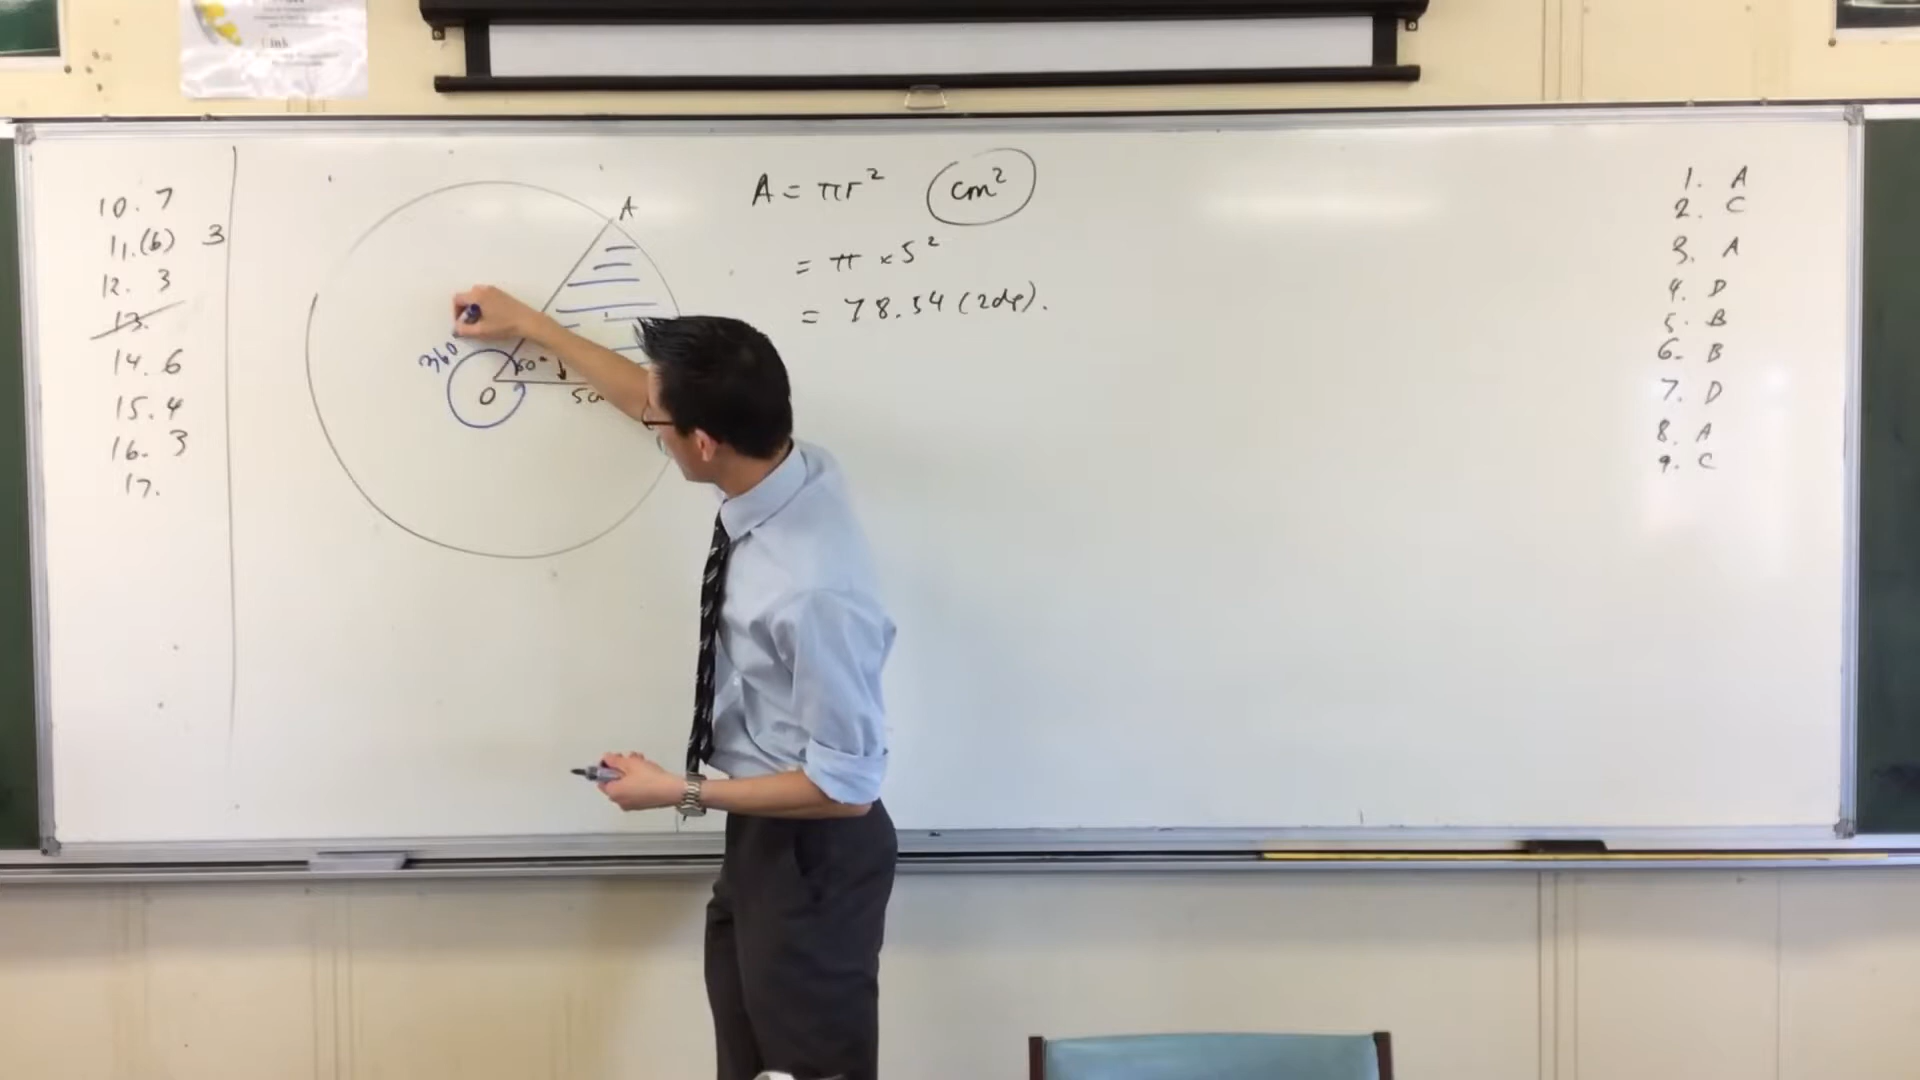 10. 7
11.(b) 3
12. 3
13.
14. 6
15. 4
16. 3
17.
A
360°
60°
O
5c
A = πr² cm²
= π × 5²
= 78.54 (2dp).
1. A
2. C
3. A
4. D
5. B
6. B
7. D
8. A
9. C